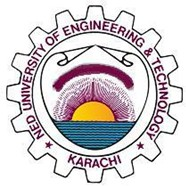 NED UNIVERSITY OF ENGINEERING & TECHNOLOGY
KARACHI